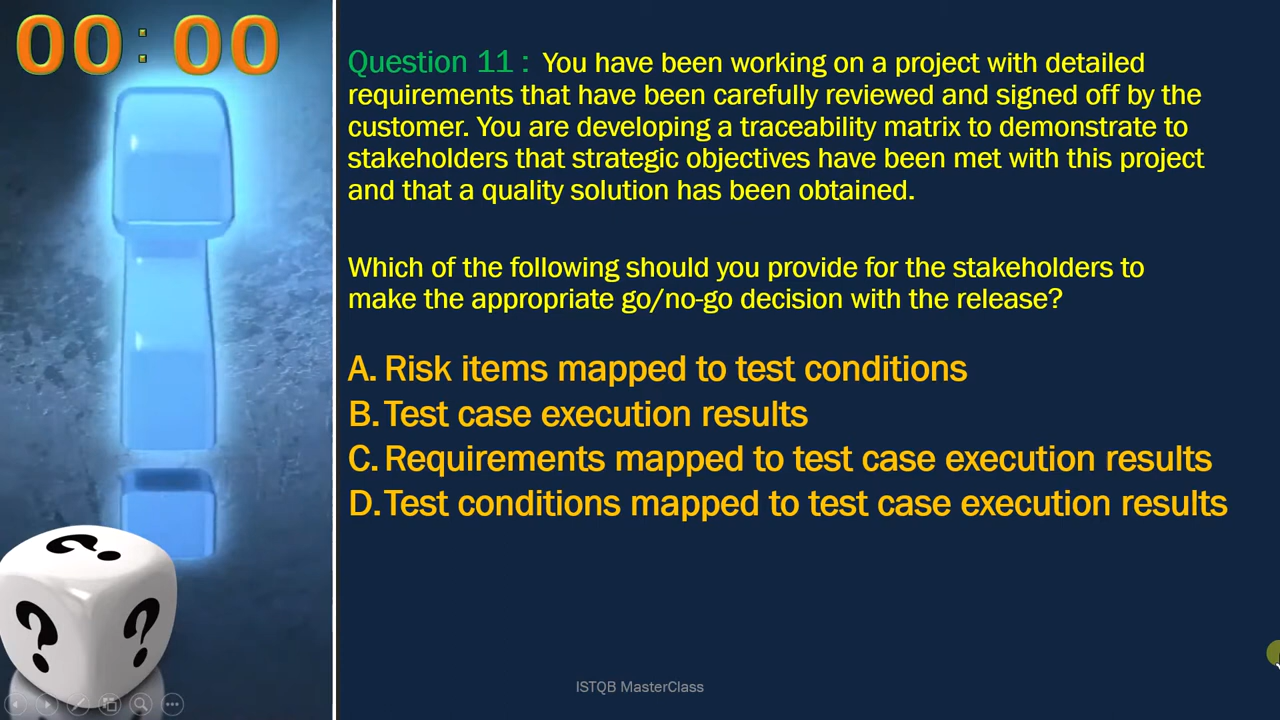 00:00
Question 11 : You have been working on a project with detailed
requirements that have been carefully reviewed and signed off by the
customer. You are developing a traceability matrix to demonstrate to
stakeholders that strategic objectives have been met with this project
and that a quality solution has been obtained.
Which of the following should you provide for the stakeholders to
make the appropriate go/no-go decision with the release?
A. Risk items mapped to test conditions
B. Test case execution results
C. Requirements mapped to test case execution results
D. Test conditions mapped to test case execution results
? ? ?
ISTQB MasterClass